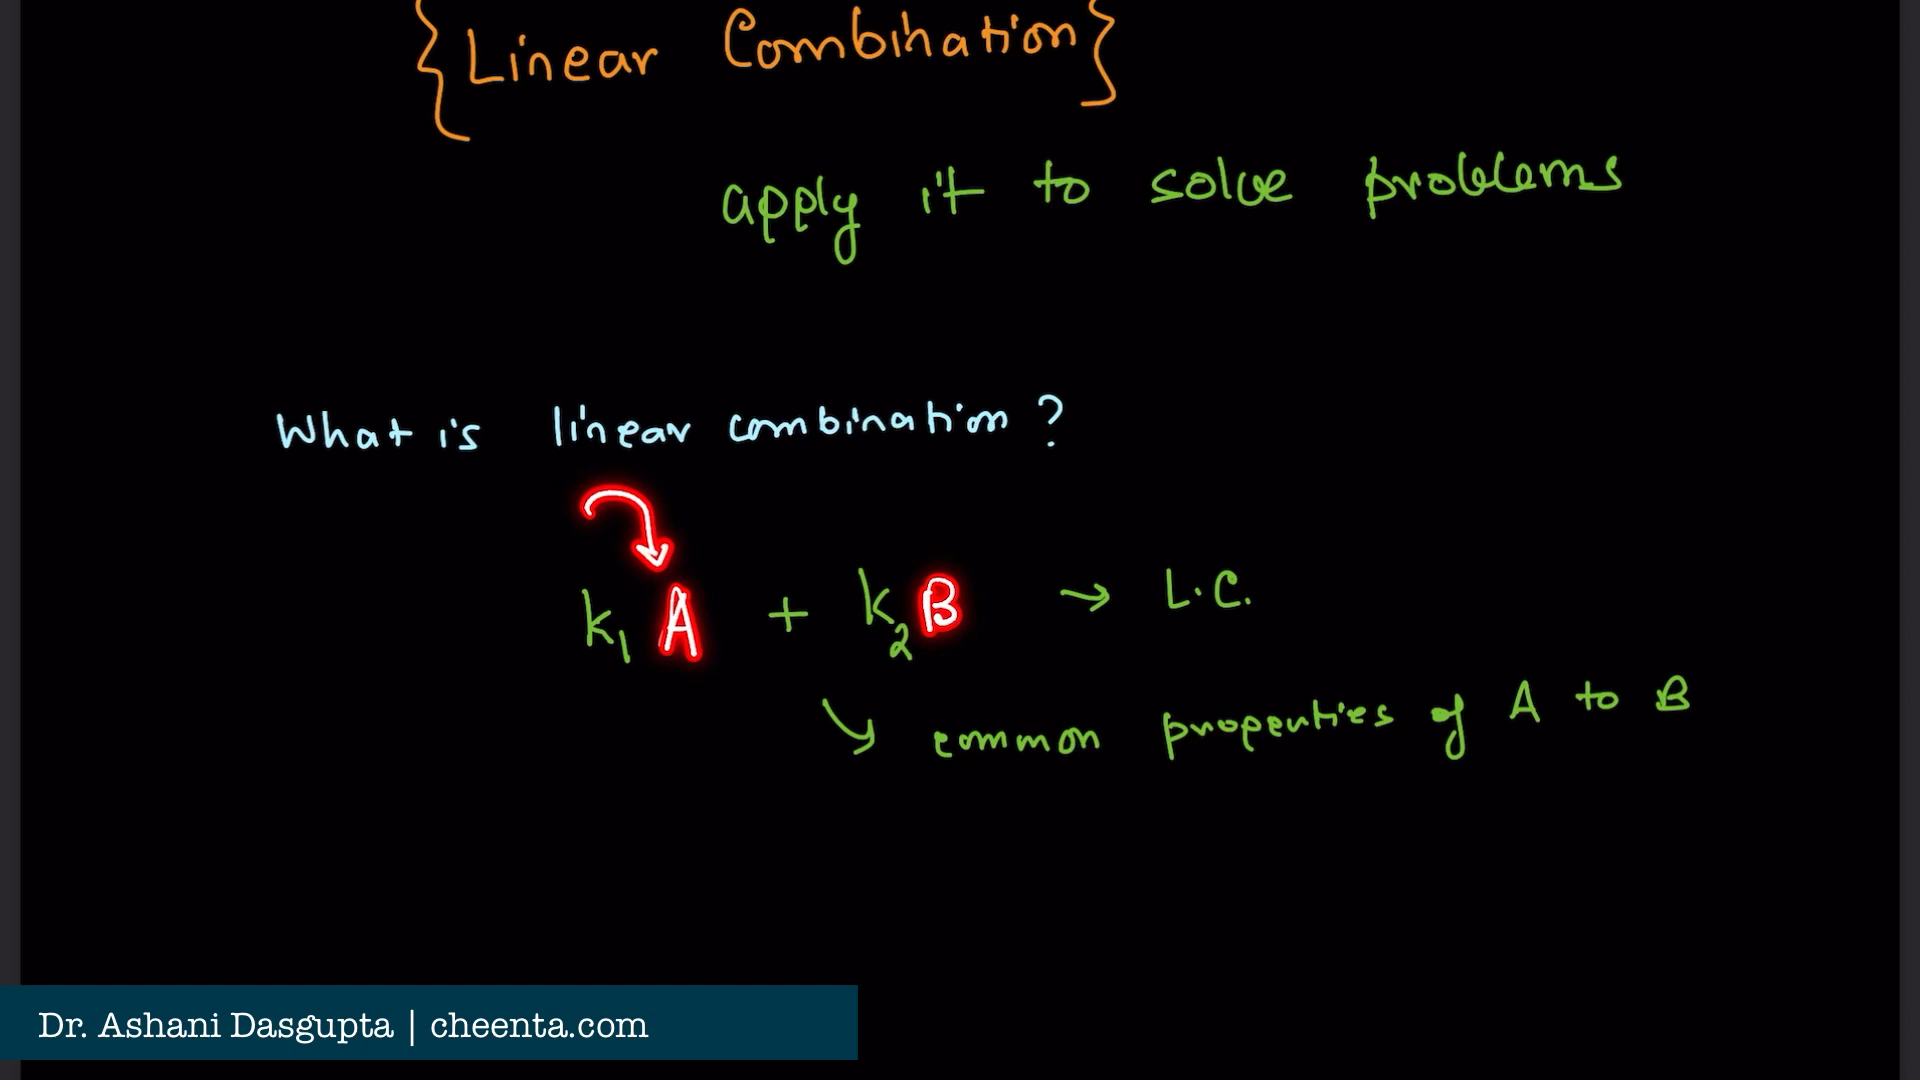 {Linear Combination}
apply it to solve problems
What is linear combination ?
k₁ A + k₂ B → L.C.
↘ common properties of A to B
Dr. Ashani Dasgupta | cheenta.com